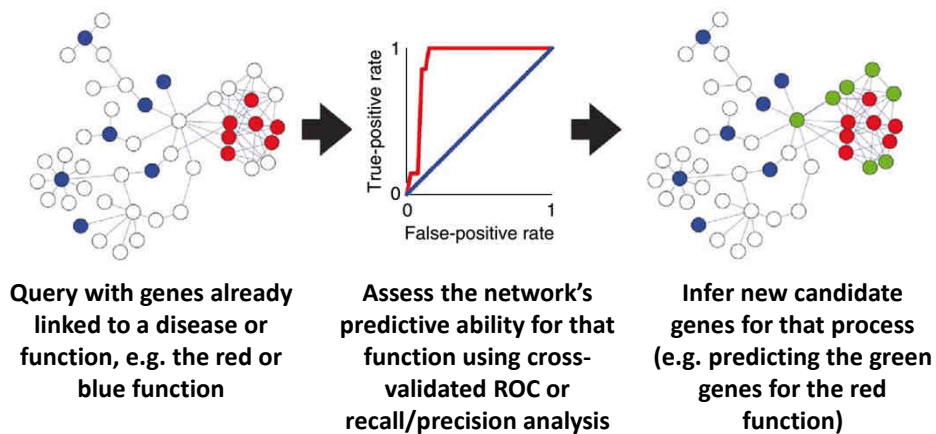 True-positive rate
1
0
0
1
False-positive rate
Query with genes already
linked to a disease or
function, e.g. the red or
blue function
Assess the network's
predictive ability for that
function using cross-
validated ROC or
recall/precision analysis
Infer new candidate
genes for that process
(e.g. predicting the green
genes for the red
function)